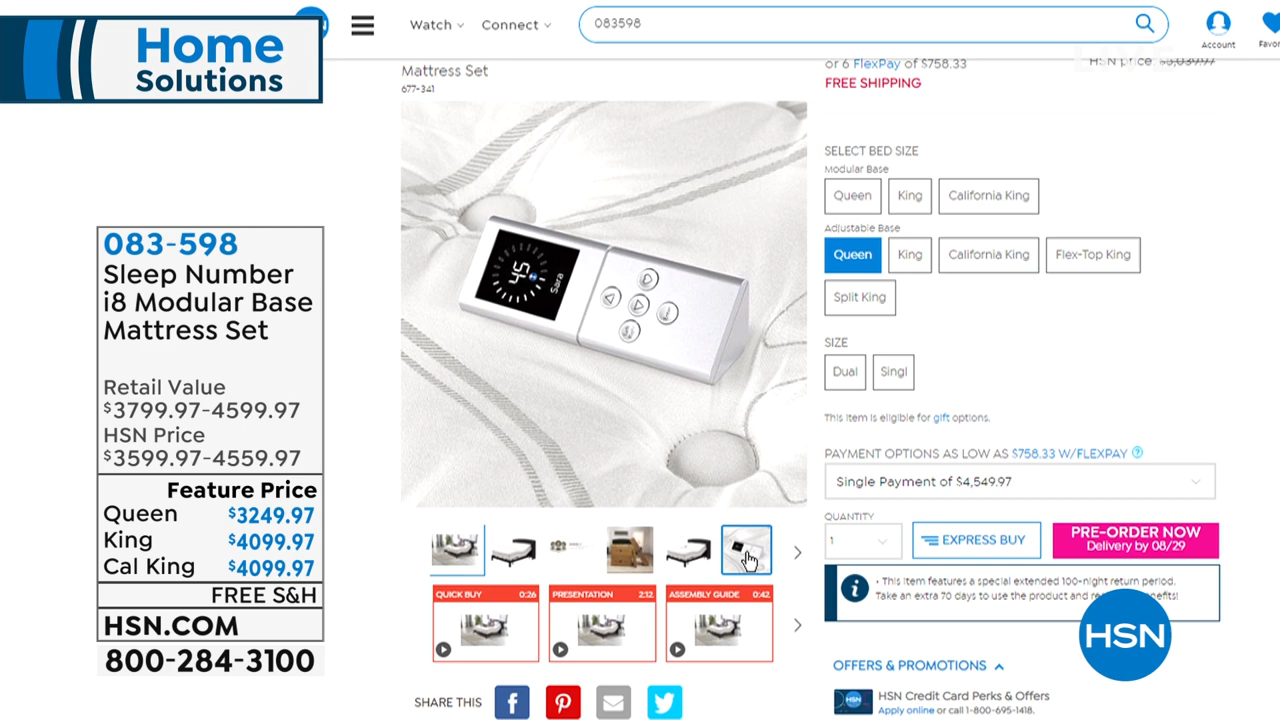 Home
Solutions
Watch
Connect
083598
Account
Mattress Set
677-341
or 6 FlexPay of $758.33
HSN price: $5,039.97
FREE SHIPPING
083-598
Sleep Number
i8 Modular Base
Mattress Set
Retail Value
$3799.97-4599.97
HSN Price
$3599.97-4559.97
Feature Price
Queen $3249.97
King $4099.97
Cal King $4099.97
FREE S&H
HSN.COM
800-284-3100
45
Sara
SELECT BED SIZE
Modular Base
Queen King California King
Adjustable Base
Queen King California King Flex-Top King
Split King
SIZE
Dual Singl
This item is eligible for gift options.
PAYMENT OPTIONS AS LOW AS $758.33 W/FLEXPAY ?
Single Payment of $4,549.97
QUANTITY
1
EXPRESS BUY
PRE-ORDER NOW
Delivery by 08/29
• This item features a special extended 100-night return period.
Take an extra 70 days to use the product and
HSN
QUICK BUY 0:26
PRESENTATION 2:12
ASSEMBLY GUIDE 0:42
OFFERS & PROMOTIONS
HSN Credit Card Perks & Offers
Apply online or call 1-800-695-1418.
SHARE THIS